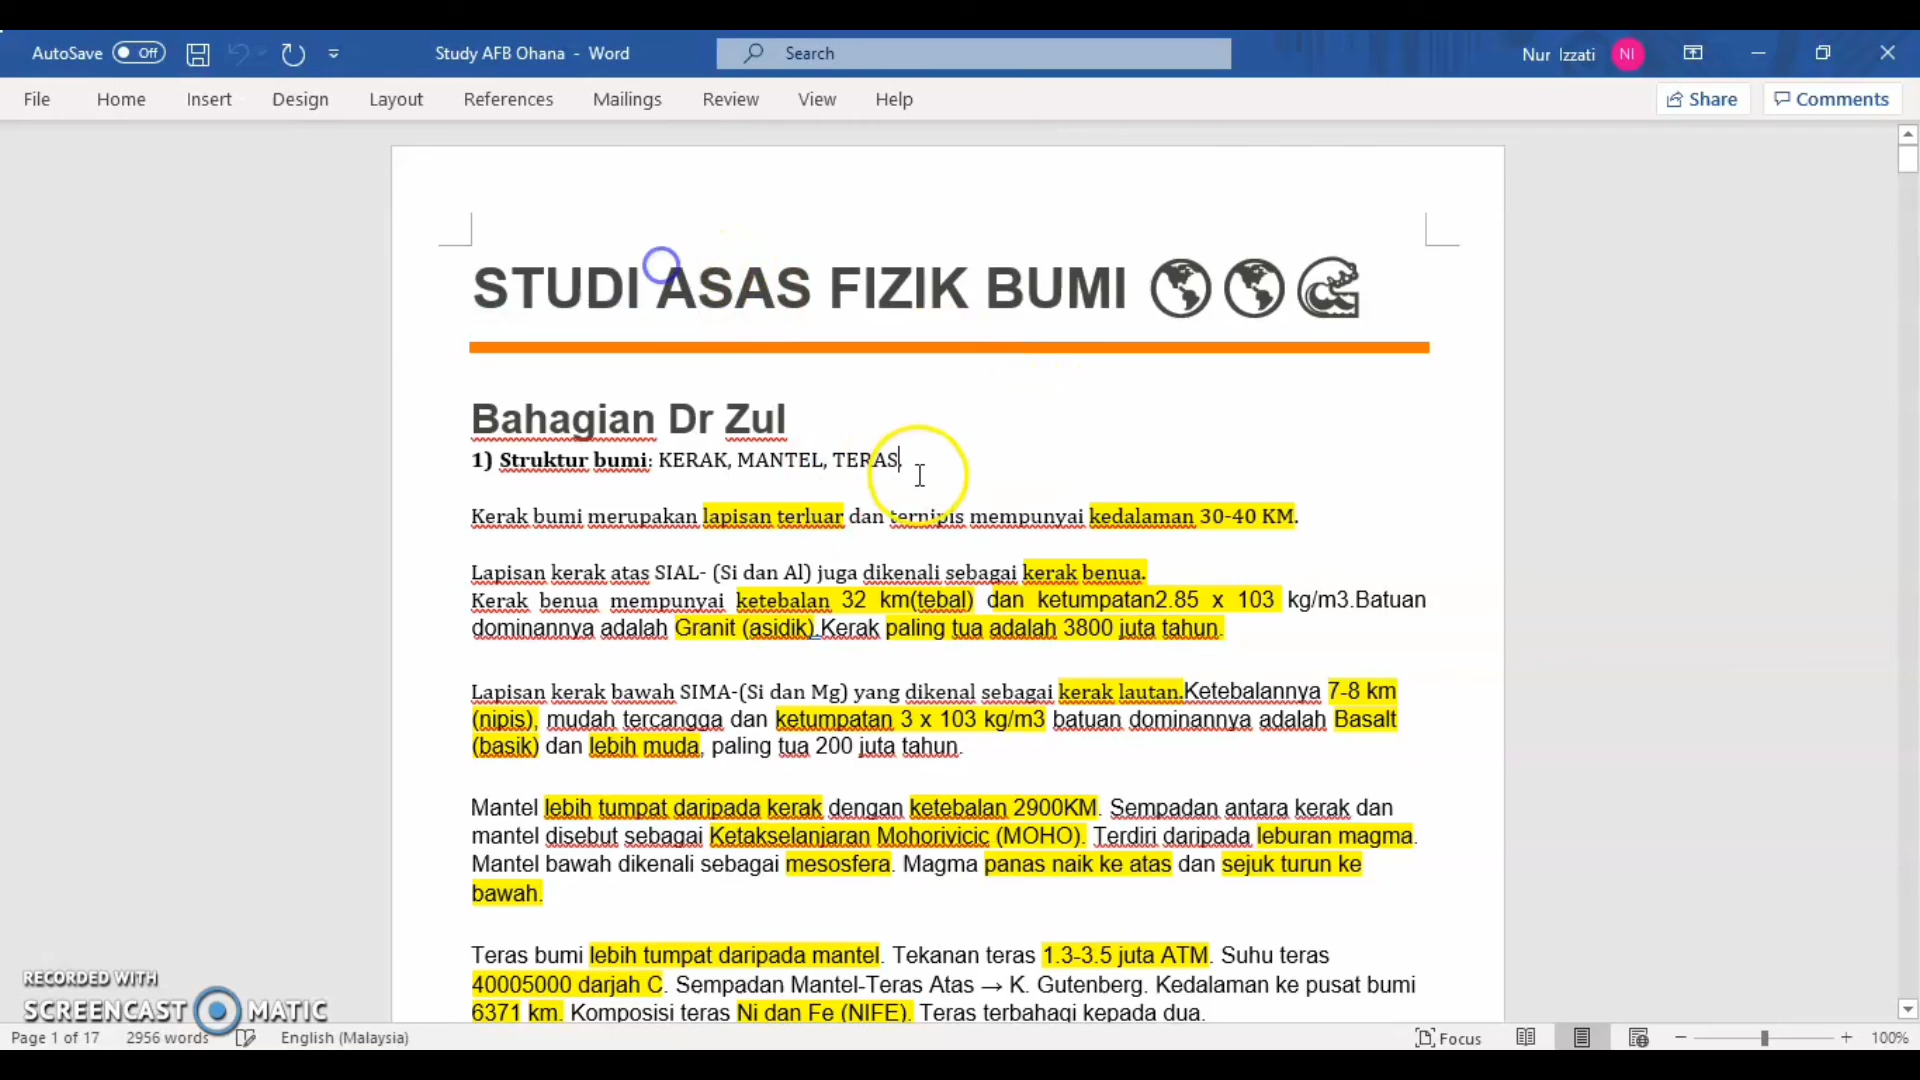 AutoSave Off Study AFB Ohana - Word Search Nur Izzati NI
File Home Insert Design Layout References Mailings Review View Help Share Comments
STUDI ASAS FIZIK BUMI 🌎🌎🌊
Bahagian Dr Zul
1) Struktur bumi: KERAK, MANTEL, TERAS.
Kerak bumi merupakan lapisan terluar dan ternipis mempunyai kedalaman 30-40 KM.
Lapisan kerak atas SIAL- (Si dan Al) juga dikenali sebagai kerak benua.
Kerak benua mempunyai ketebalan 32 km(tebal) dan ketumpatan2.85 x 103 kg/m3.Batuan
dominannya adalah Granit (asidik).Kerak paling tua adalah 3800 juta tahun.
Lapisan kerak bawah SIMA-(Si dan Mg) yang dikenal sebagai kerak lautan.Ketebalannya 7-8 km
(nipis), mudah tercangga dan ketumpatan 3 x 103 kg/m3 batuan dominannya adalah Basalt
(basik) dan lebih muda, paling tua 200 juta tahun.
Mantel lebih tumpat daripada kerak dengan ketebalan 2900KM. Sempadan antara kerak dan
mantel disebut sebagai Ketakselanjaran Mohorivicic (MOHO). Terdiri daripada leburan magma.
Mantel bawah dikenali sebagai mesosfera. Magma panas naik ke atas dan sejuk turun ke
bawah.
Teras bumi lebih tumpat daripada mantel. Tekanan teras 1.3-3.5 juta ATM. Suhu teras
40005000 darjah C. Sempadan Mantel-Teras Atas → K. Gutenberg. Kedalaman ke pusat bumi
6371 km. Komposisi teras Ni dan Fe (NIFE). Teras terbahagi kepada dua.
RECORDED WITH
SCREENCAST MATIC
Page 1 of 17 2956 words English (Malaysia) Focus 100%